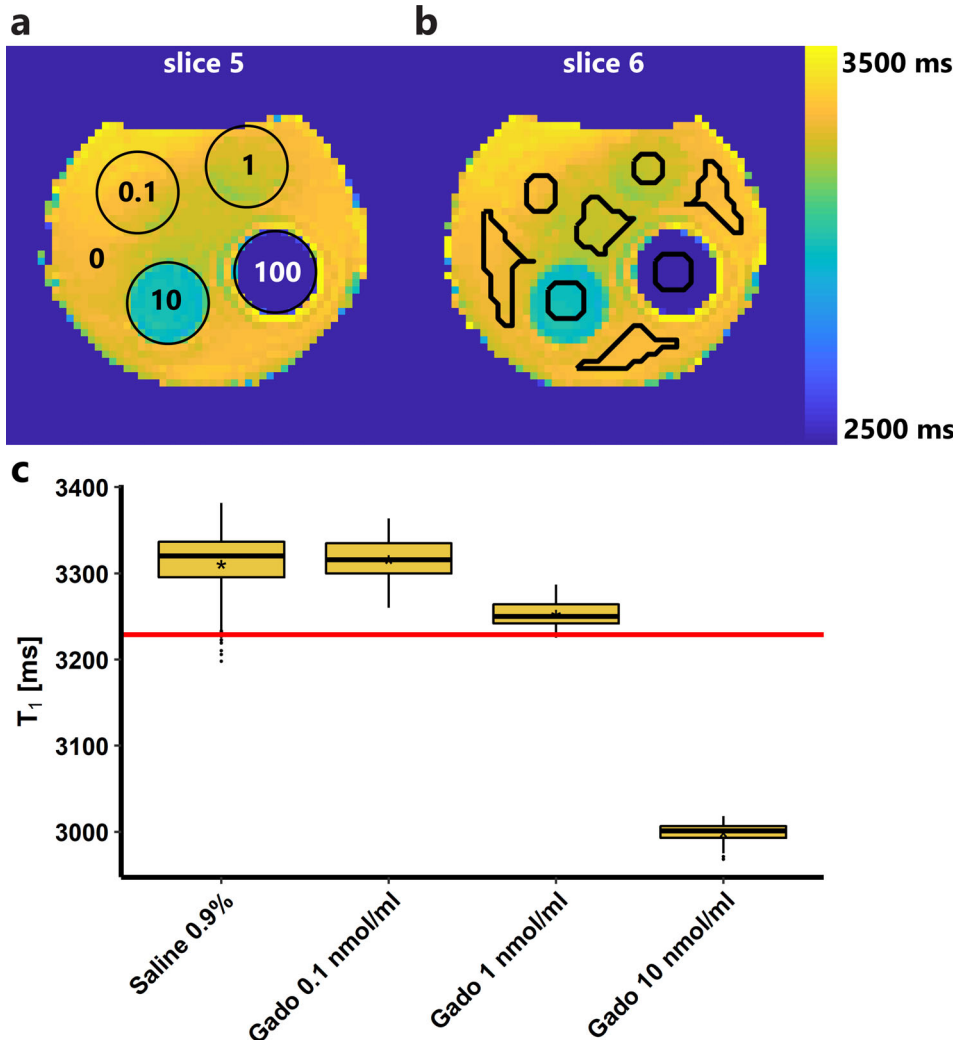 a
b
slice 5
slice 6
3500 ms
0.1
1
0
100
10
2500 ms
c
3400
3300
3200
3100
3000
T₁ [ms]
Saline 0.9%
Gado 0.1 nmol/ml
Gado 1 nmol/ml
Gado 10 nmol/ml